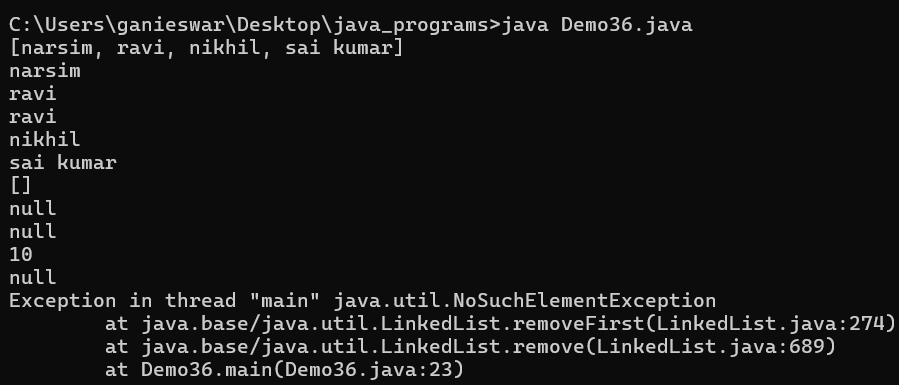 C:\Users\ganieswar\Desktop\java_programs>java Demo36.java
[narsim, ravi, nikhil, sai kumar]
narsim
ravi
ravi
nikhil
sai kumar
[]
null
null
10
null
Exception in thread "main" java.util.NoSuchElementException
        at java.base/java.util.LinkedList.removeFirst(LinkedList.java:274)
        at java.base/java.util.LinkedList.remove(LinkedList.java:689)
        at Demo36.main(Demo36.java:23)